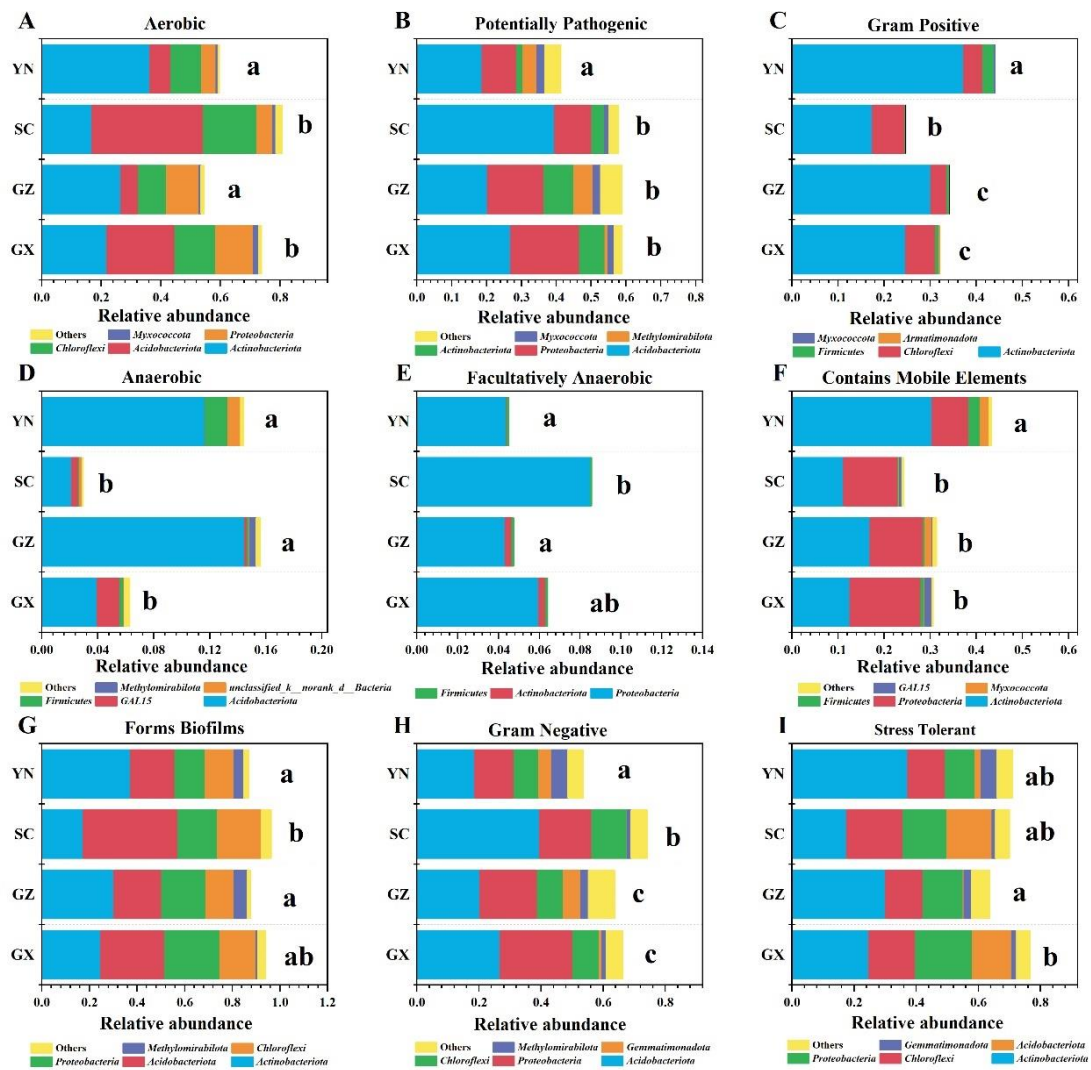 A Aerobic
YN a
SC b
GZ a
GX b
0.0 0.2 0.4 0.6 0.8
Relative abundance
Others Myxococcota Proteobacteria
Chloroflexi Acidobacteriota Actinobacteriota
B Potentially Pathogenic
YN a
SC b
GZ b
GX b
0.0 0.1 0.2 0.3 0.4 0.5 0.6 0.7 0.8
Relative abundance
Others Myxococcota Methylomirabilota
Actinobacteriota Proteobacteria Acidobacteriota
C Gram Positive
YN a
SC b
GZ c
GX c
0.0 0.1 0.2 0.3 0.4 0.5 0.6
Relative abundance
Myxococcota Armatimonadota
Firmicutes Chloroflexi Actinobacteriota
D Anaerobic
YN a
SC b
GZ a
GX b
0.00 0.04 0.08 0.12 0.16 0.20
Relative abundance
Others Methylomirabilota unclassified_k__norank_d__Bacteria
Firmicutes GAL15 Acidobacteriota
E Facultatively Anaerobic
YN a
SC b
GZ a
GX ab
0.00 0.02 0.04 0.06 0.08 0.10 0.12 0.14
Relative abundance
Firmicutes Actinobacteriota Proteobacteria
F Contains Mobile Elements
YN a
SC b
GZ b
GX b
0.0 0.1 0.2 0.3 0.4 0.5 0.6
Relative abundance
Others GAL15 Myxococcota
Firmicutes Proteobacteria Actinobacteriota
G Forms Biofilms
YN a
SC b
GZ a
GX ab
0.0 0.2 0.4 0.6 0.8 1.0 1.2
Relative abundance
Others Methylomirabilota Chloroflexi
Proteobacteria Acidobacteriota Actinobacteriota
H Gram Negative
YN a
SC b
GZ c
GX c
0.0 0.2 0.4 0.6 0.8
Relative abundance
Others Methylomirabilota Gemmatimonadota
Chloroflexi Proteobacteria Acidobacteriota
I Stress Tolerant
YN ab
SC ab
GZ a
GX b
0.0 0.2 0.4 0.6 0.8
Relative abundance
Others Gemmatimonadota Acidobacteriota
Proteobacteria Chloroflexi Actinobacteriota